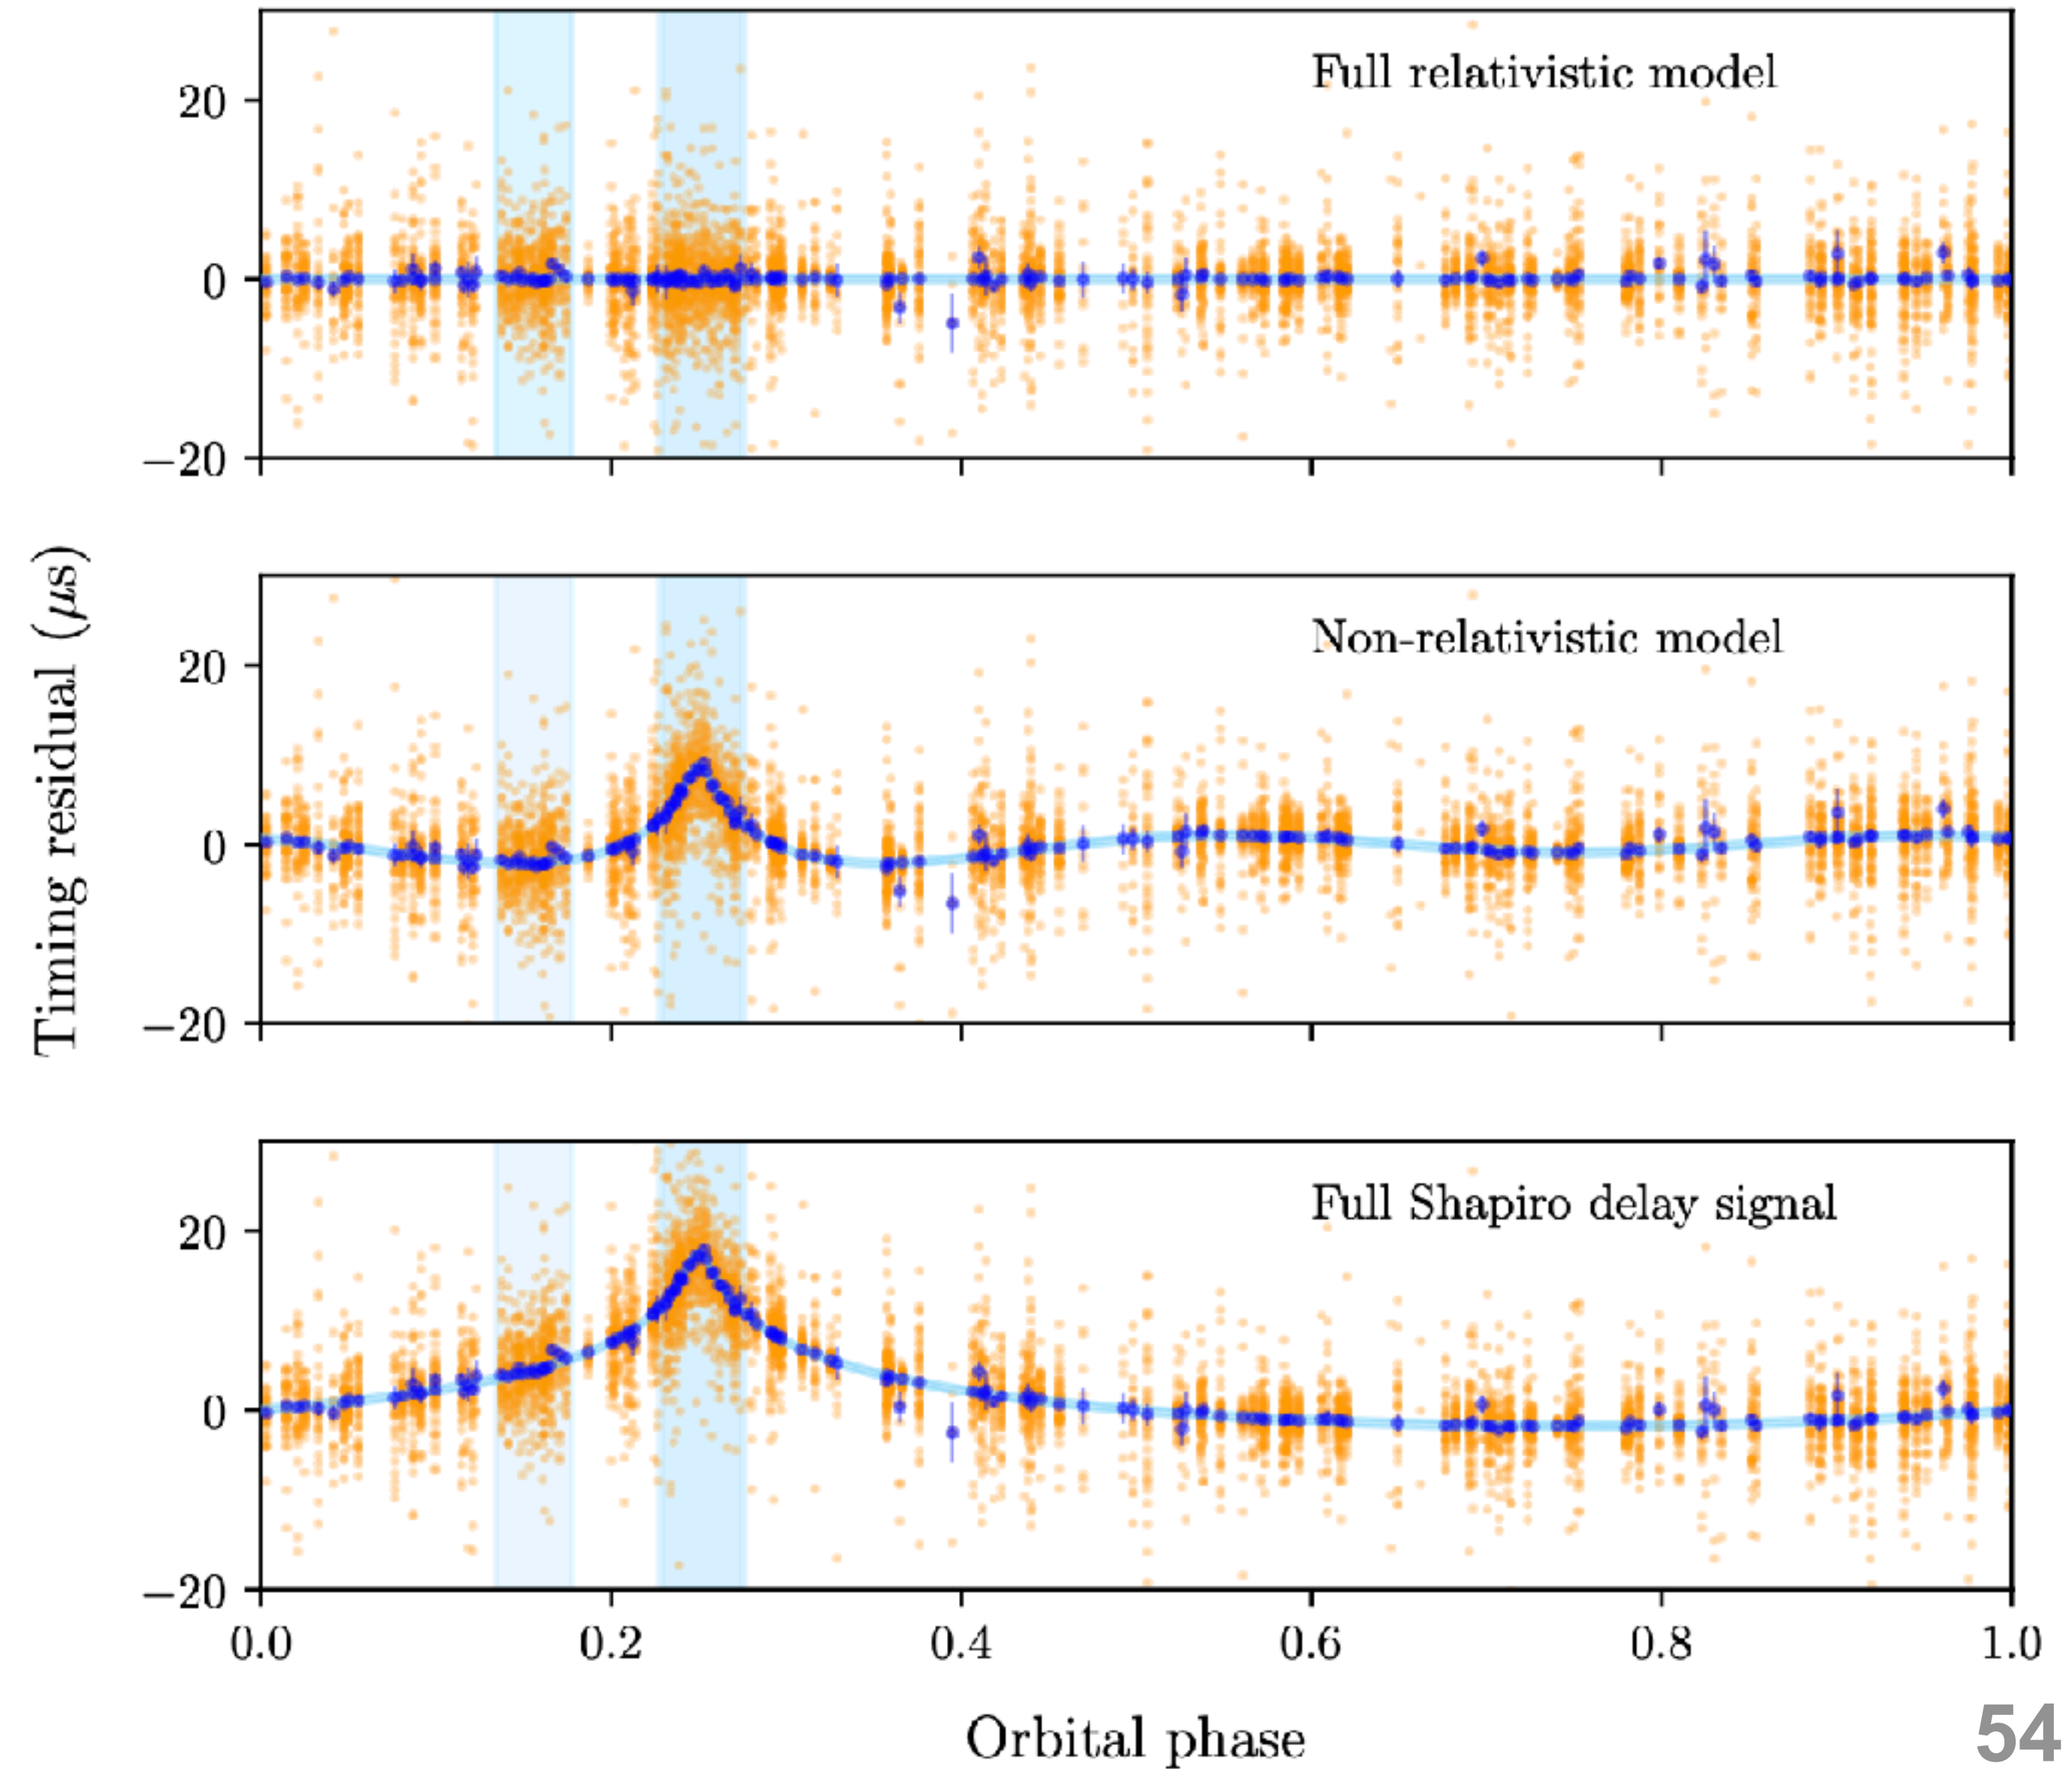 Full relativistic model
20
0
−20
Timing residual (μs)
Non-relativistic model
20
0
−20
Full Shapiro delay signal
20
0
−20
0.0 0.2 0.4 0.6 0.8 1.0
Orbital phase
54